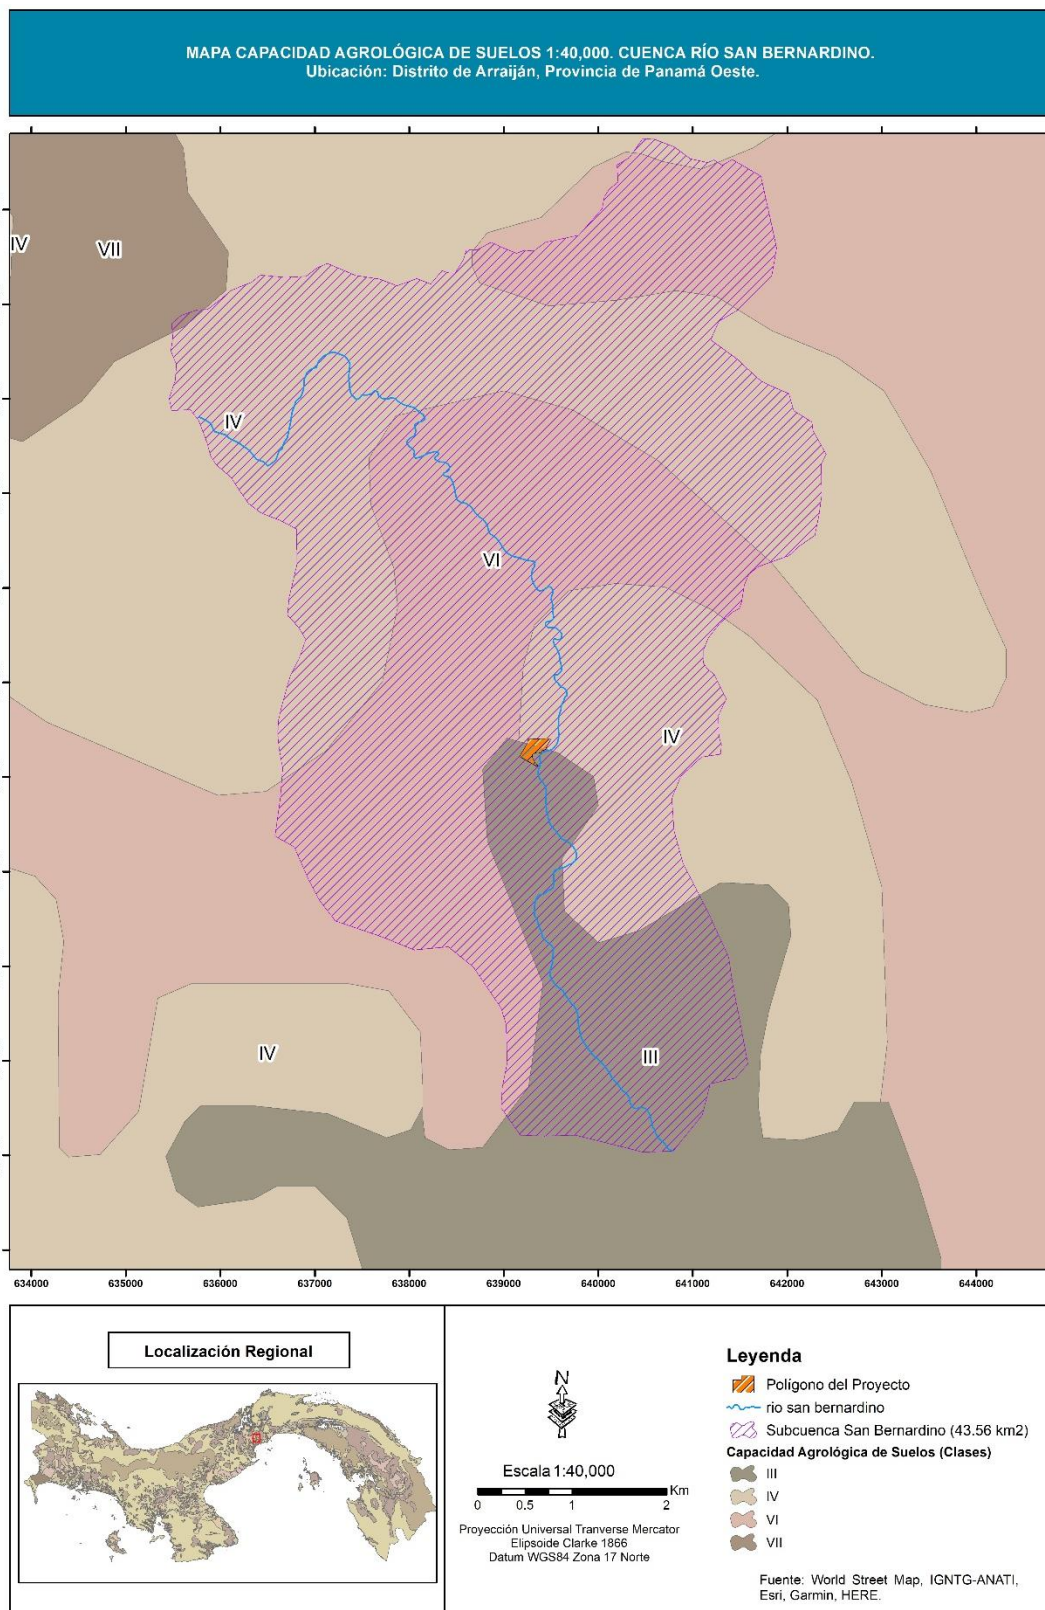 MAPA CAPACIDAD AGROLÓGICA DE SUELOS 1:40,000. CUENCA RÍO SAN BERNARDINO.
Ubicación: Distrito de Arraiján, Provincia de Panamá Oeste.
IV
VII
IV
VI
IV
IV
III
634000 635000 636000 637000 638000 639000 640000 641000 642000 643000 644000
Localización Regional
N
Escala 1:40,000
0 0.5 1 2 Km
Proyección Universal Tranverse Mercator
Elipsoide Clarke 1866
Datum WGS84 Zona 17 Norte
Leyenda
Polígono del Proyecto
rio san bernardino
Subcuenca San Bernardino (43.56 km2)
Capacidad Agrológica de Suelos (Clases)
III
IV
VI
VII
Fuente: World Street Map, IGNTG-ANATI,
Esri, Garmin, HERE.